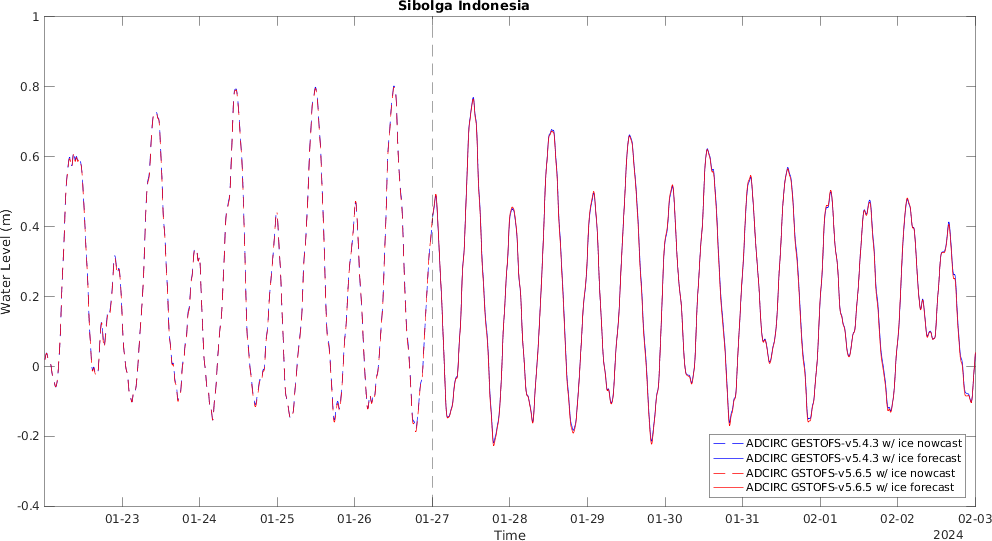 Sibolga Indonesia
1
0.8
0.6
0.4
0.2
0
-0.2
-0.4
Water Level (m)
ADCIRC GESTOFS-v5.4.3 w/ ice nowcast
ADCIRC GESTOFS-v5.4.3 w/ ice forecast
ADCIRC GSTOFS-v5.6.5 w/ ice nowcast
ADCIRC GSTOFS-v5.6.5 w/ ice forecast
01-23 01-24 01-25 01-26 01-27 01-28 01-29 01-30 01-31 02-01 02-02 02-03
Time
2024